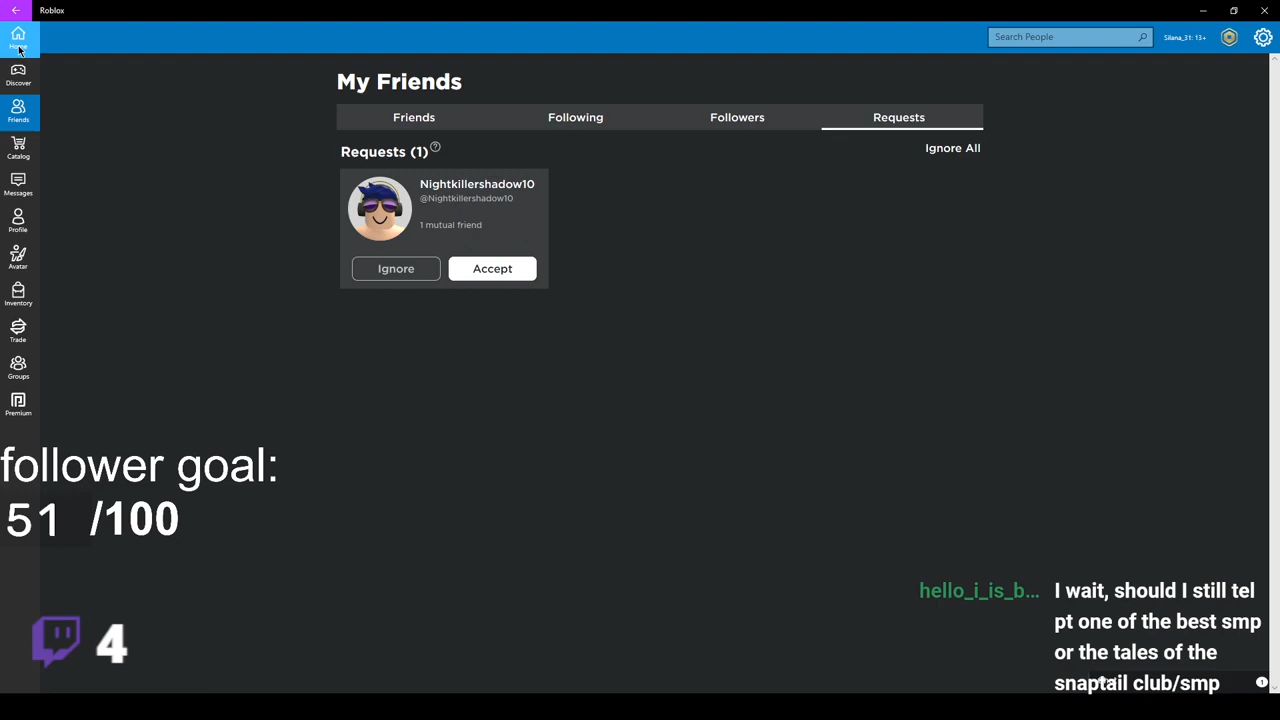 Roblox
Home
Search People
Silana_31: 13+
Discover
Friends
Catalog
Messages
Profile
Avatar
Inventory
Trade
Groups
Premium
My Friends
Friends Following Followers Requests
Requests (1)
Ignore All
Nightkillershadow10
@Nightkillershadow10
1 mutual friend
Ignore Accept
follower goal:
51 /100
4
hello_i_is_b... I wait, should I still tel
pt one of the best smp
or the tales of the
snaptail club/smp
1